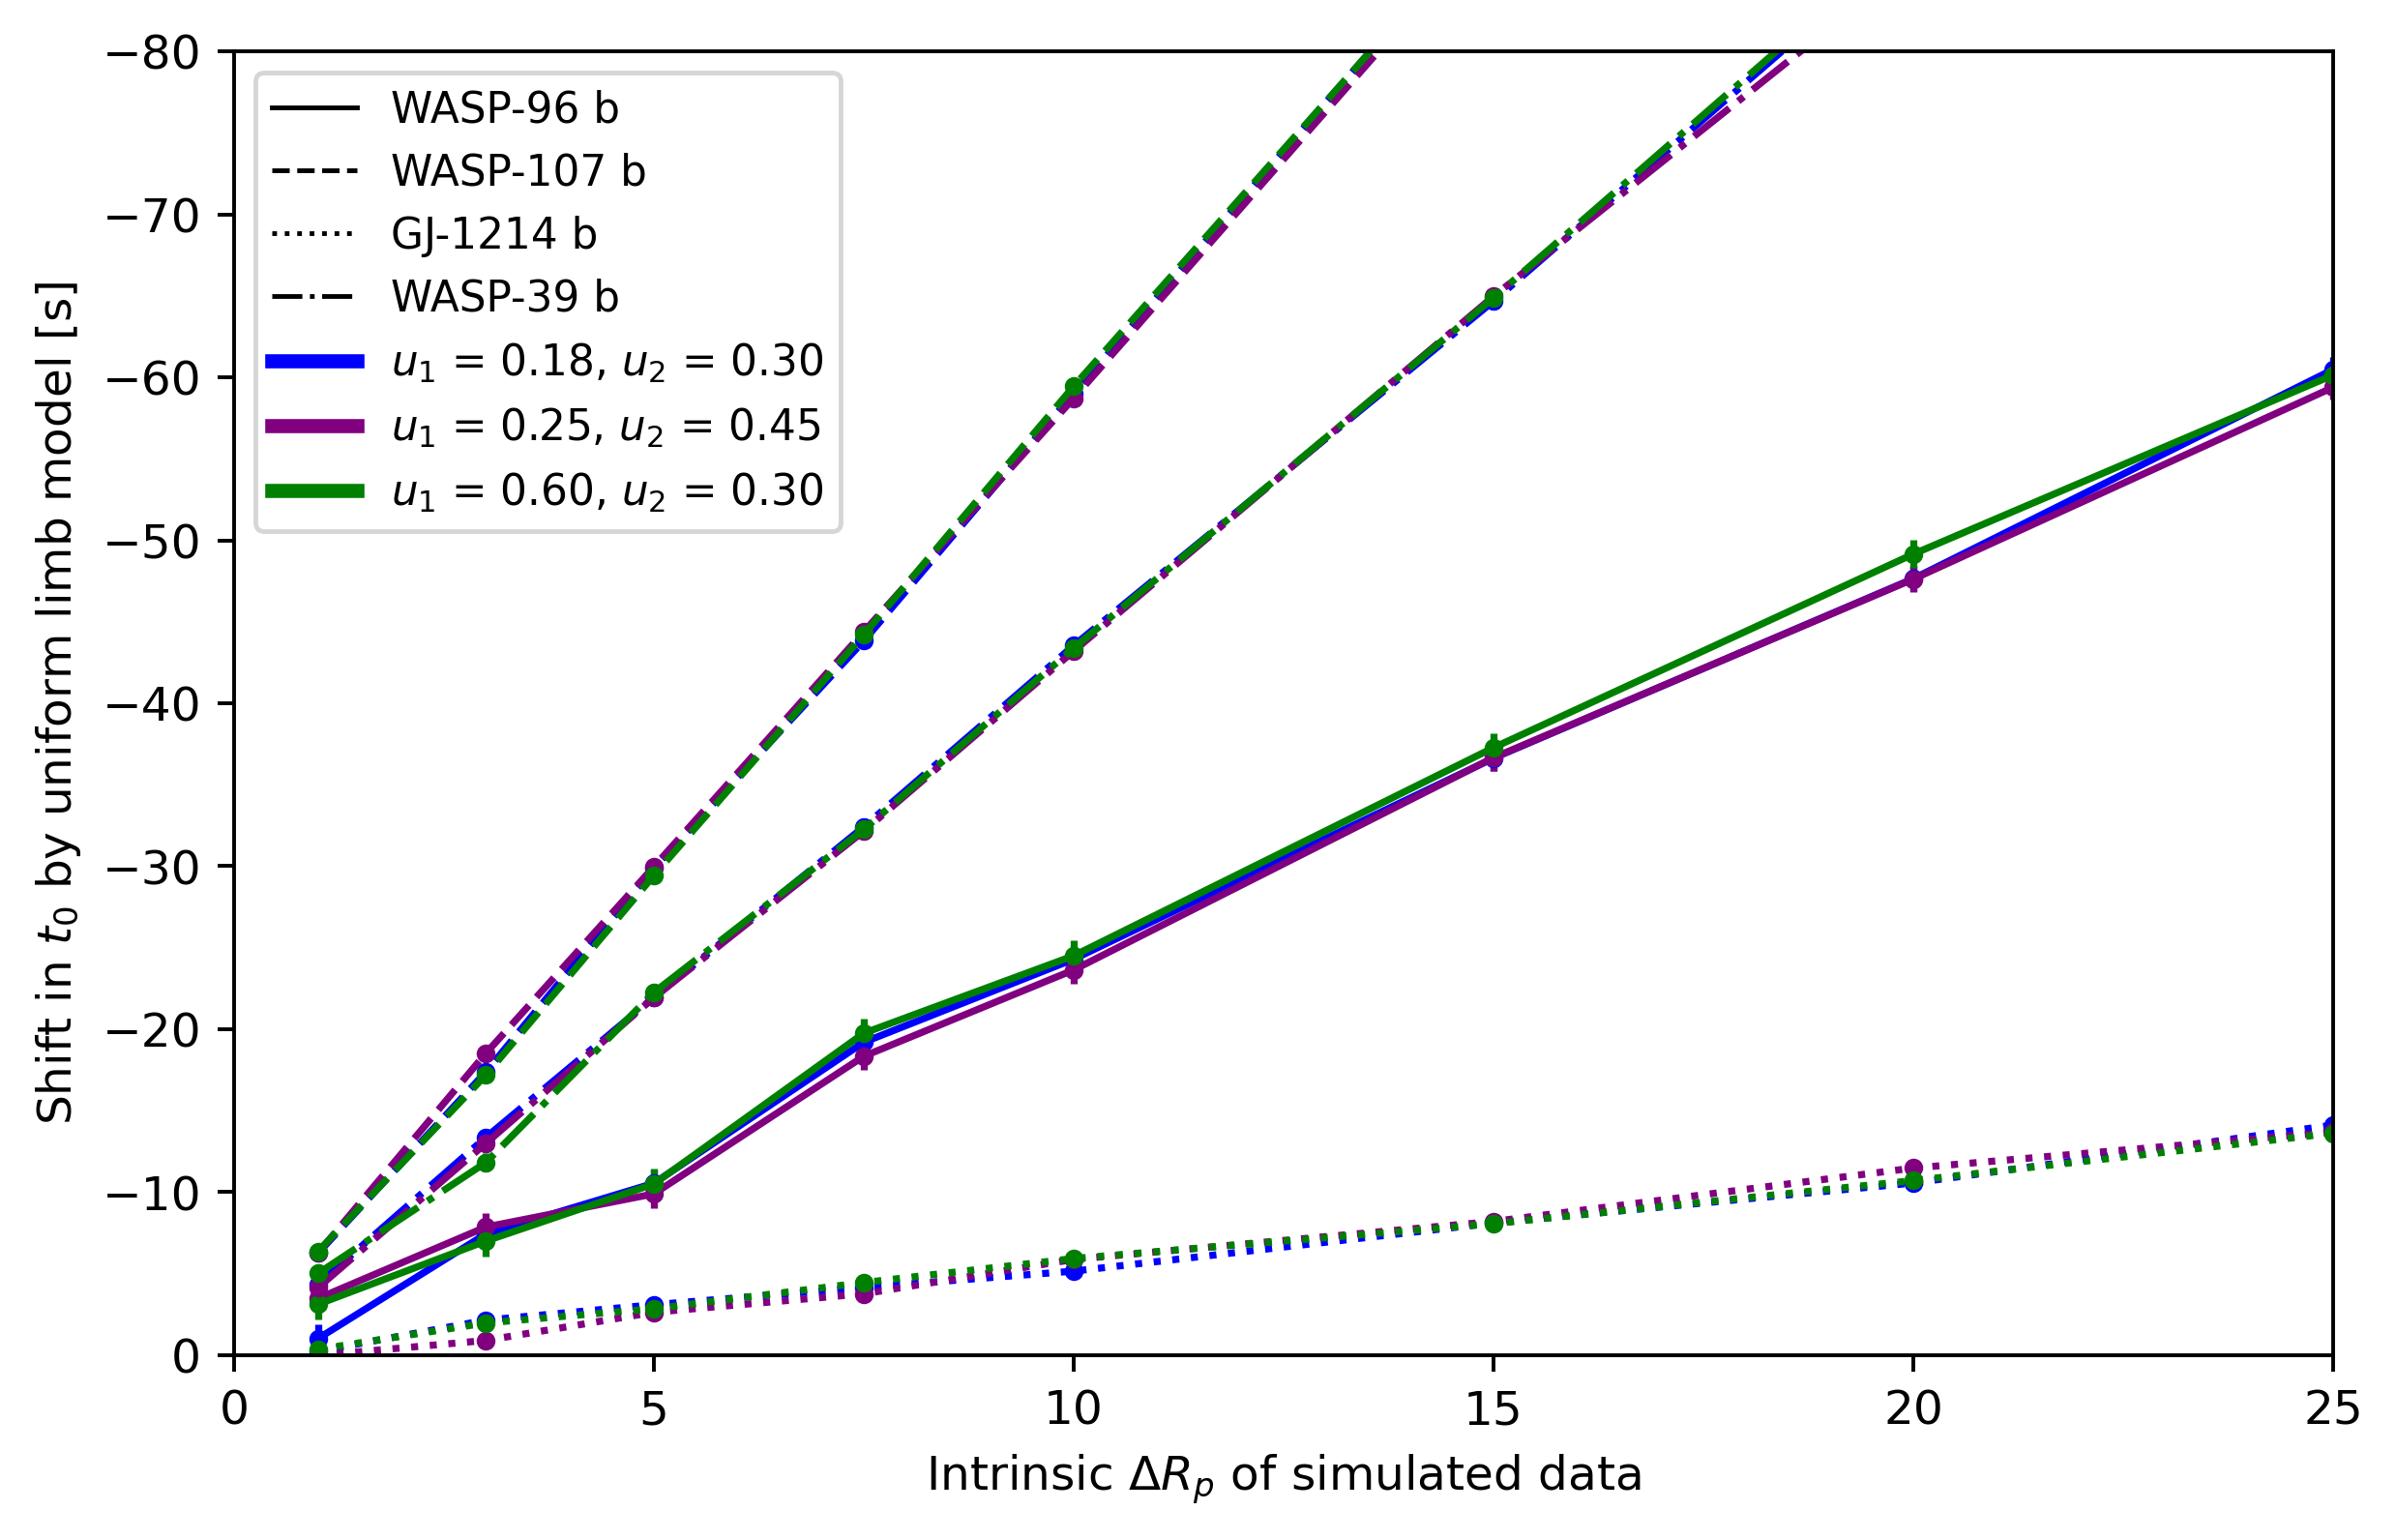 −80
−70
−60
−50
−40
−30
−20
−10
0
Shift in t₀ by uniform limb model [s]
WASP-96 b
WASP-107 b
GJ-1214 b
WASP-39 b
u₁ = 0.18, u₂ = 0.30
u₁ = 0.25, u₂ = 0.45
u₁ = 0.60, u₂ = 0.30
0 5 10 15 20 25
Intrinsic ΔRₚ of simulated data